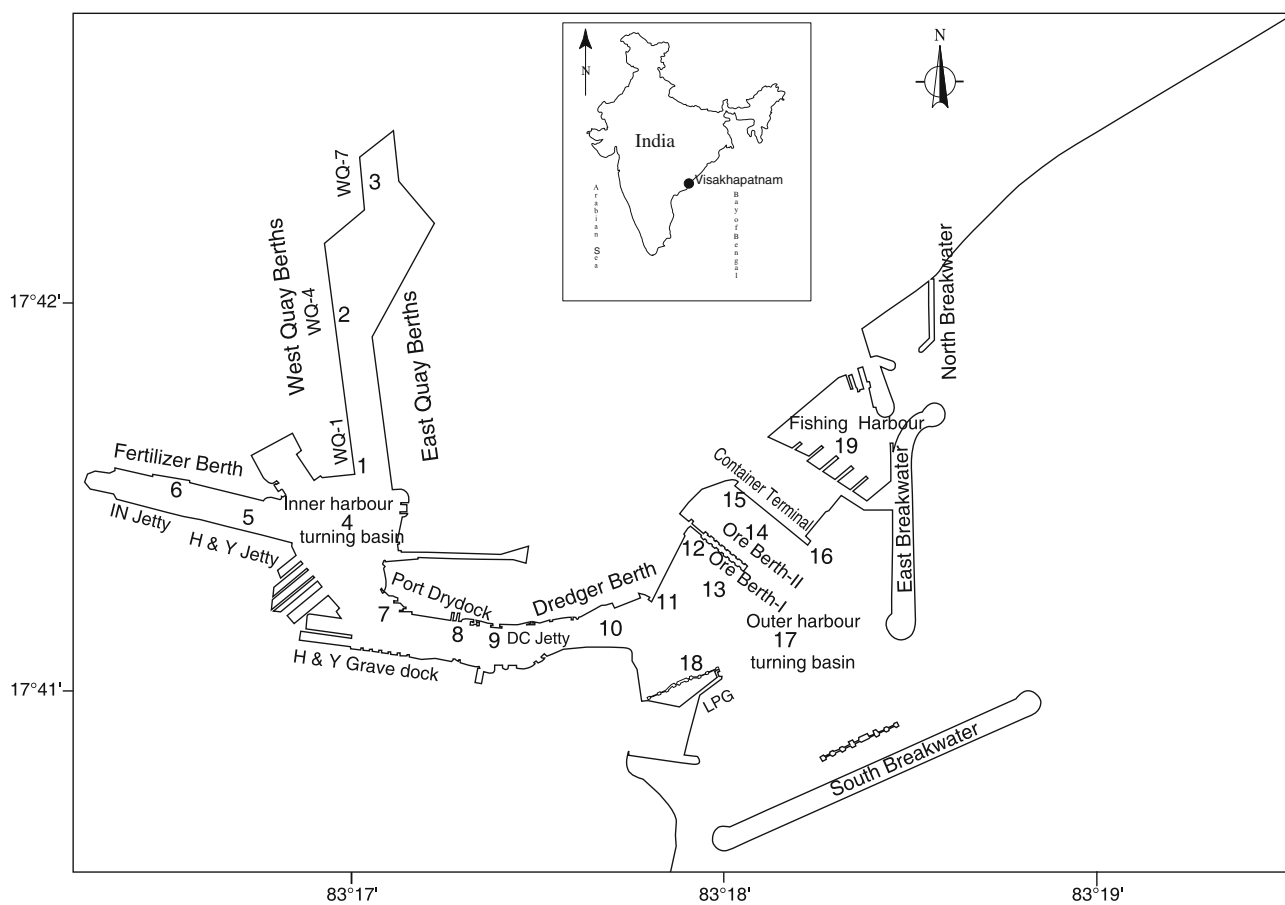 N
N
India
Visakhapatnam
Arabian Sea
Bay of Bengal
17°42'
17°41'
83°17'
83°18'
83°19'
WQ-7
3
West Quay Berths
WQ-4
2
East Quay Berths
WQ-1
1
Fertilizer Berth
6
5
IN Jetty
H & Y Jetty
Inner harbour
4
turning basin
Port Drydock
7
8
9
DC Jetty
H & Y Grave dock
Dredger Berth
10
11
12
13
Ore Berth-I
Ore Berth-II
14
15
Container Terminal
16
Outer harbour
17
turning basin
18
LPG
Fishing Harbour
19
North Breakwater
East Breakwater
South Breakwater